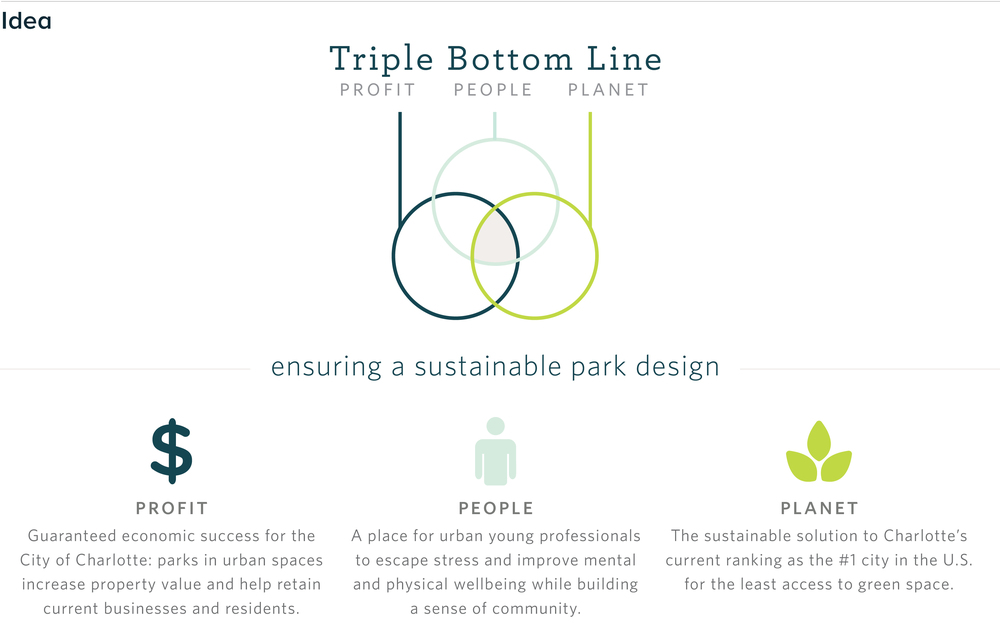 Idea
Triple Bottom Line
PROFIT PEOPLE PLANET
ensuring a sustainable park design
PROFIT
Guaranteed economic success for the
City of Charlotte: parks in urban spaces
increase property value and help retain
current businesses and residents.
PEOPLE
A place for urban young professionals
to escape stress and improve mental
and physical wellbeing while building
a sense of community.
PLANET
The sustainable solution to Charlotte’s
current ranking as the #1 city in the U.S.
for the least access to green space.